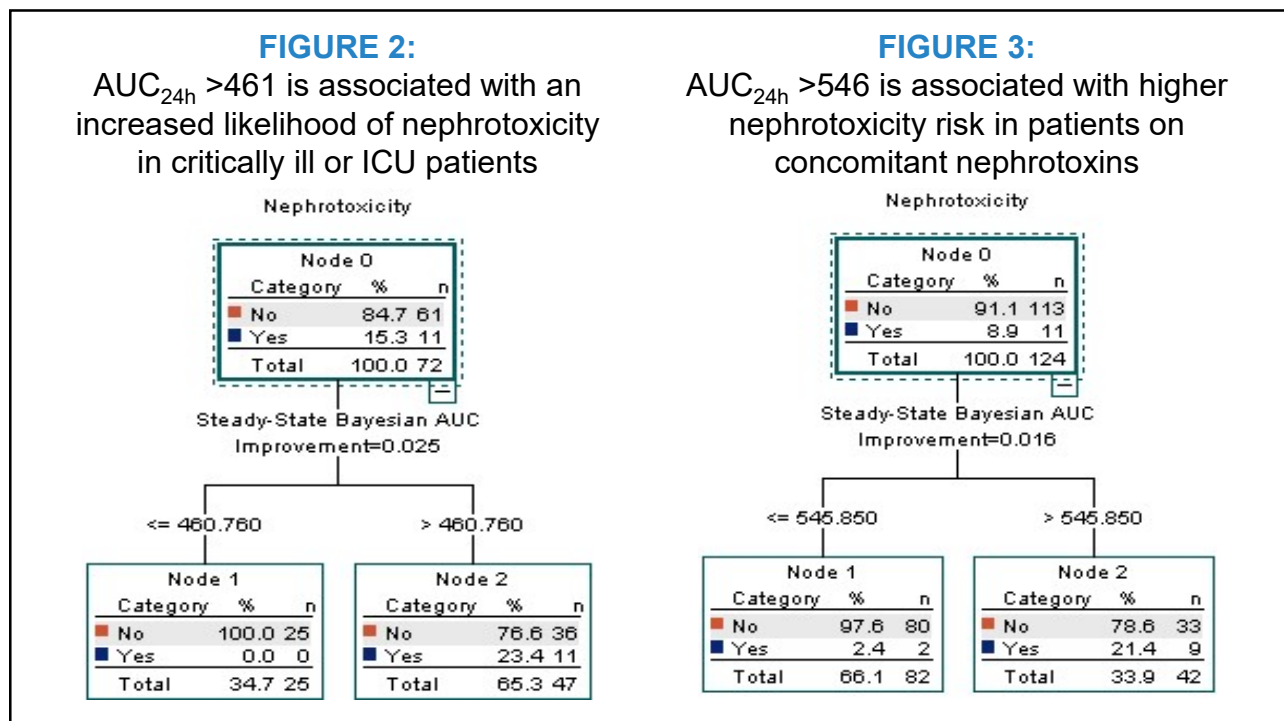 FIGURE 2:
AUC24h >461 is associated with an
increased likelihood of nephrotoxicity
in critically ill or ICU patients
Nephrotoxicity
Node 0
Category % n
No 84.7 61
Yes 15.3 11
Total 100.0 72
Steady-State Bayesian AUC
Improvement=0.025
<= 460.760 > 460.760
Node 1
Category % n
No 100.0 25
Yes 0.0 0
Total 34.7 25
Node 2
Category % n
No 76.6 36
Yes 23.4 11
Total 65.3 47
FIGURE 3:
AUC24h >546 is associated with higher
nephrotoxicity risk in patients on
concomitant nephrotoxins
Nephrotoxicity
Node 0
Category % n
No 91.1 113
Yes 8.9 11
Total 100.0 124
Steady-State Bayesian AUC
Improvement=0.016
<= 545.850 > 545.850
Node 1
Category % n
No 97.6 80
Yes 2.4 2
Total 66.1 82
Node 2
Category % n
No 78.6 33
Yes 21.4 9
Total 33.9 42